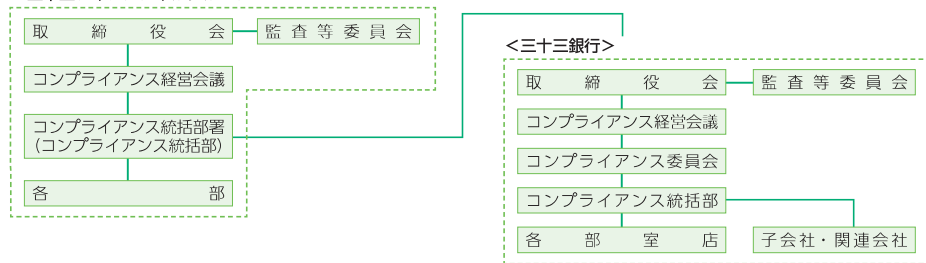 取締役会
監査等委員会
コンプライアンス経営会議
コンプライアンス統括部署
(コンプライアンス統括部)
各部
＜三十三銀行＞
取締役会
監査等委員会
コンプライアンス経営会議
コンプライアンス委員会
コンプライアンス統括部
各部室店
子会社・関連会社